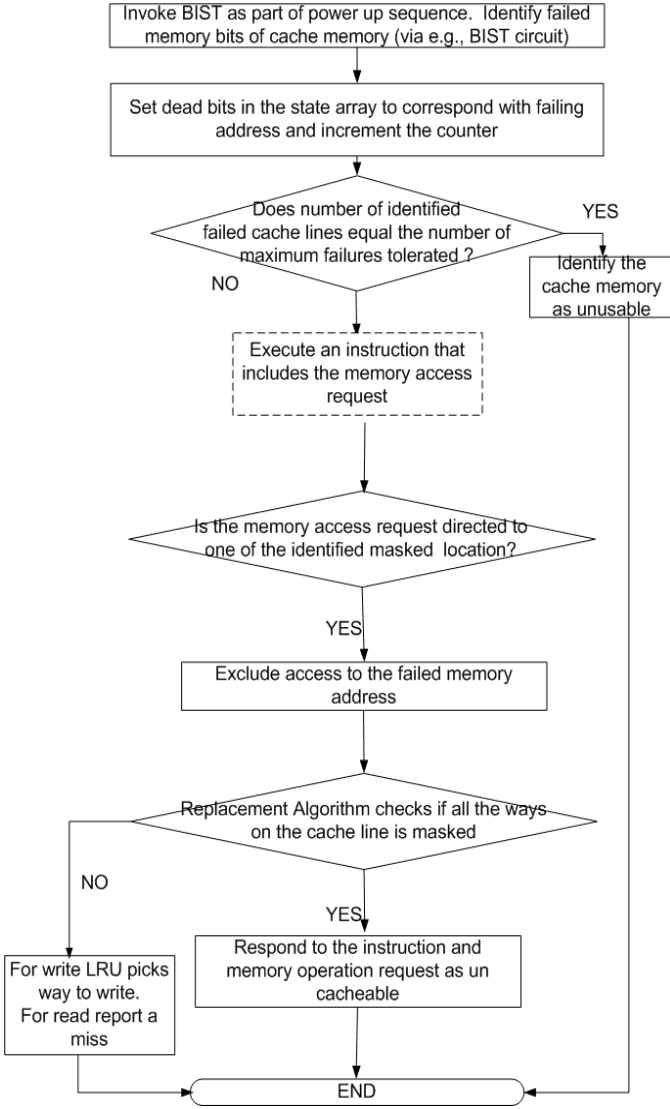 Invoke BIST as part of power up sequence.  Identify failed
memory bits of cache memory (via e.g., BIST circuit)
Set dead bits in the state array to correspond with failing
address and increment the counter
Does number of identified
failed cache lines equal the number of
maximum failures tolerated ?
YES
NO
Identify the
cache memory
as unusable
Execute an instruction that
includes the memory access
request
Is the memory access request directed to
one of the identified masked  location?
YES
Exclude access to the failed memory
address
Replacement Algorithm checks if all the ways
on the cache line is masked
NO
YES
For write LRU picks
way to write.
For read report a
miss
Respond to the instruction and
memory operation request as un
cacheable
END